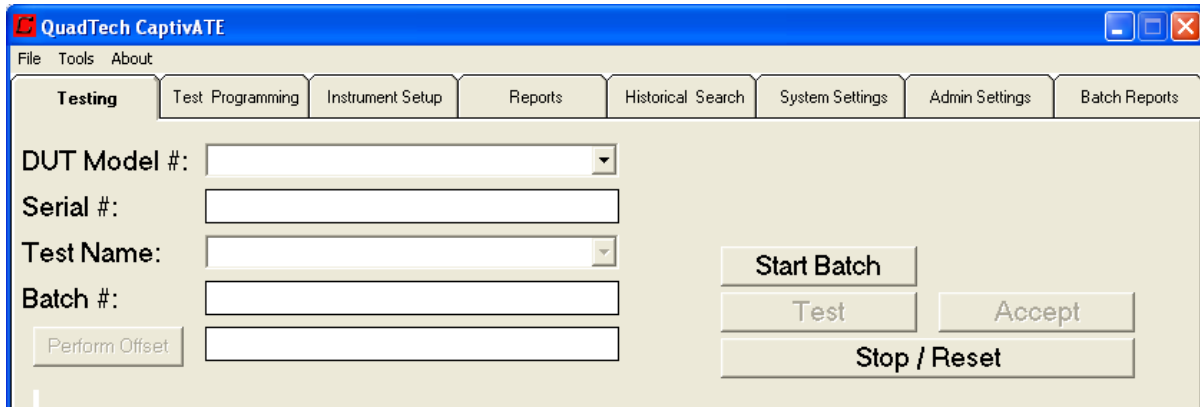 QuadTech CaptivATE
File Tools About
Testing Test Programming Instrument Setup Reports Historical Search System Settings Admin Settings Batch Reports
DUT Model #:
Serial #:
Test Name:
Start Batch
Batch #:
Test Accept
Perform Offset
Stop / Reset